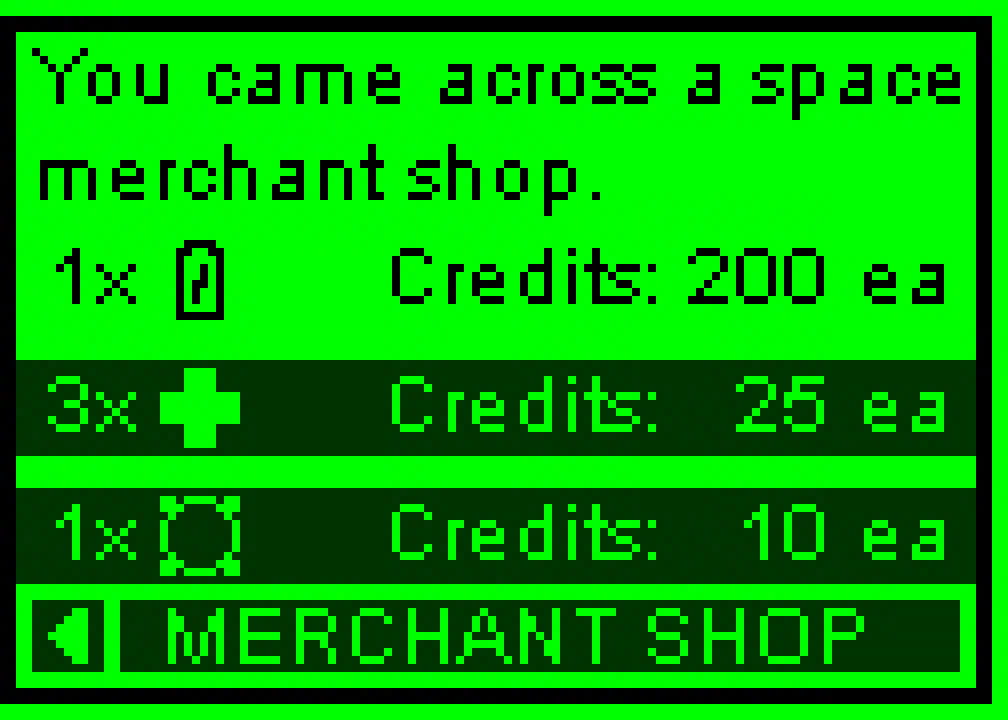 You came across a space
merchant shop.
1x Credits: 200 ea
3x Credits: 25 ea
1x Credits: 10 ea
MERCHANT SHOP